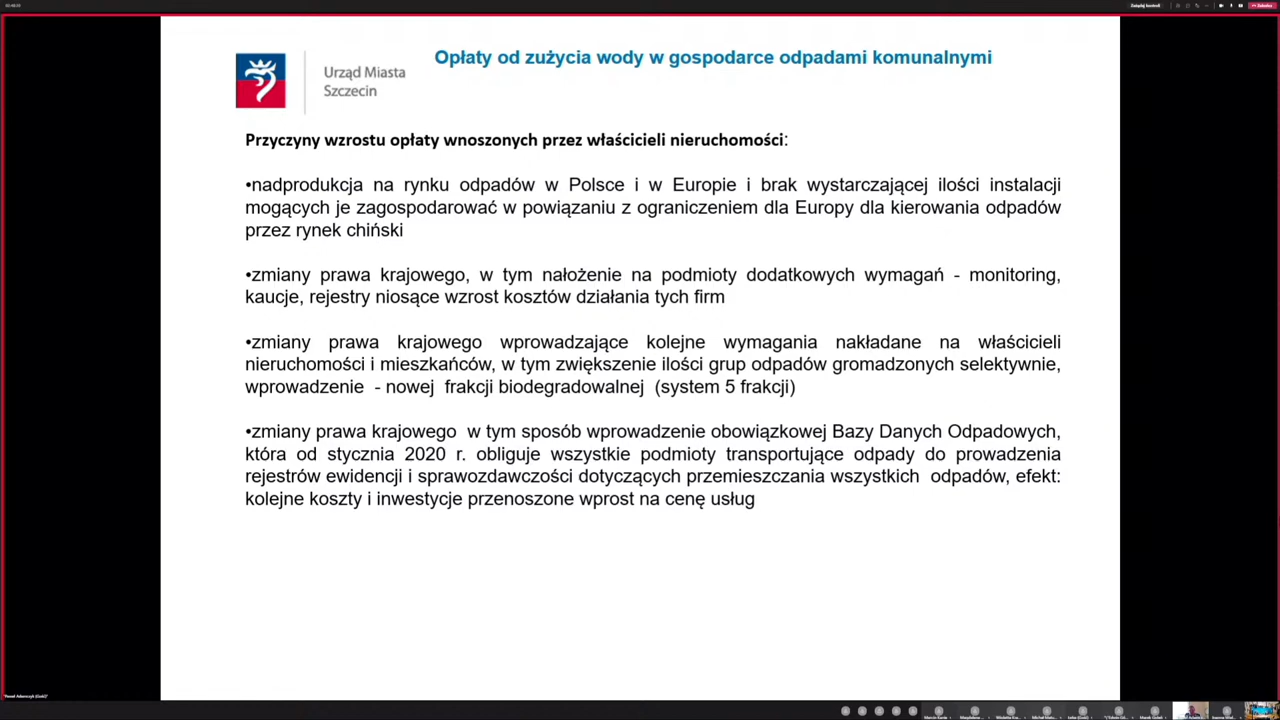 Zarządzaj kontrolą
Opłaty od zużycia wody w gospodarce odpadami komunalnymi
Urząd Miasta
Szczecin
Przyczyny wzrostu opłaty wnoszonych przez właścicieli nieruchomości:
•nadprodukcja na rynku odpadów w Polsce i w Europie i brak wystarczającej ilości instalacji
mogących je zagospodarować w powiązaniu z ograniczeniem dla Europy dla kierowania odpadów
przez rynek chiński
•zmiany prawa krajowego, w tym nałożenie na podmioty dodatkowych wymagań - monitoring,
kaucje, rejestry niosące wzrost kosztów działania tych firm
•zmiany prawa krajowego wprowadzające kolejne wymagania nakładane na właścicieli
nieruchomości i mieszkańców, w tym zwiększenie ilości grup odpadów gromadzonych selektywnie,
wprowadzenie - nowej frakcji biodegradowalnej (system 5 frakcji)
•zmiany prawa krajowego w tym sposób wprowadzenie obowiązkowej Bazy Danych Odpadowych,
która od stycznia 2020 r. obliguje wszystkie podmioty transportujące odpady do prowadzenia
rejestrów ewidencji i sprawozdawczości dotyczących przemieszczania wszystkich odpadów, efekt:
kolejne koszty i inwestycje przenoszone wprost na cenę usług